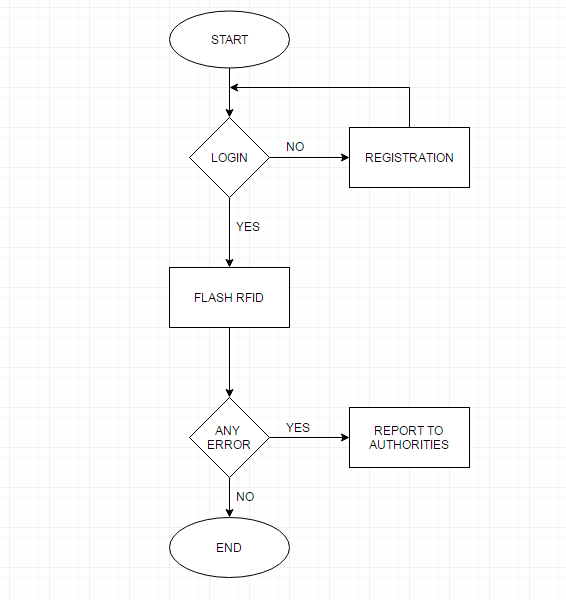 START
LOGIN
NO
REGISTRATION
YES
FLASH RFID
ANY
ERROR
YES
REPORT TO
AUTHORITIES
NO
END